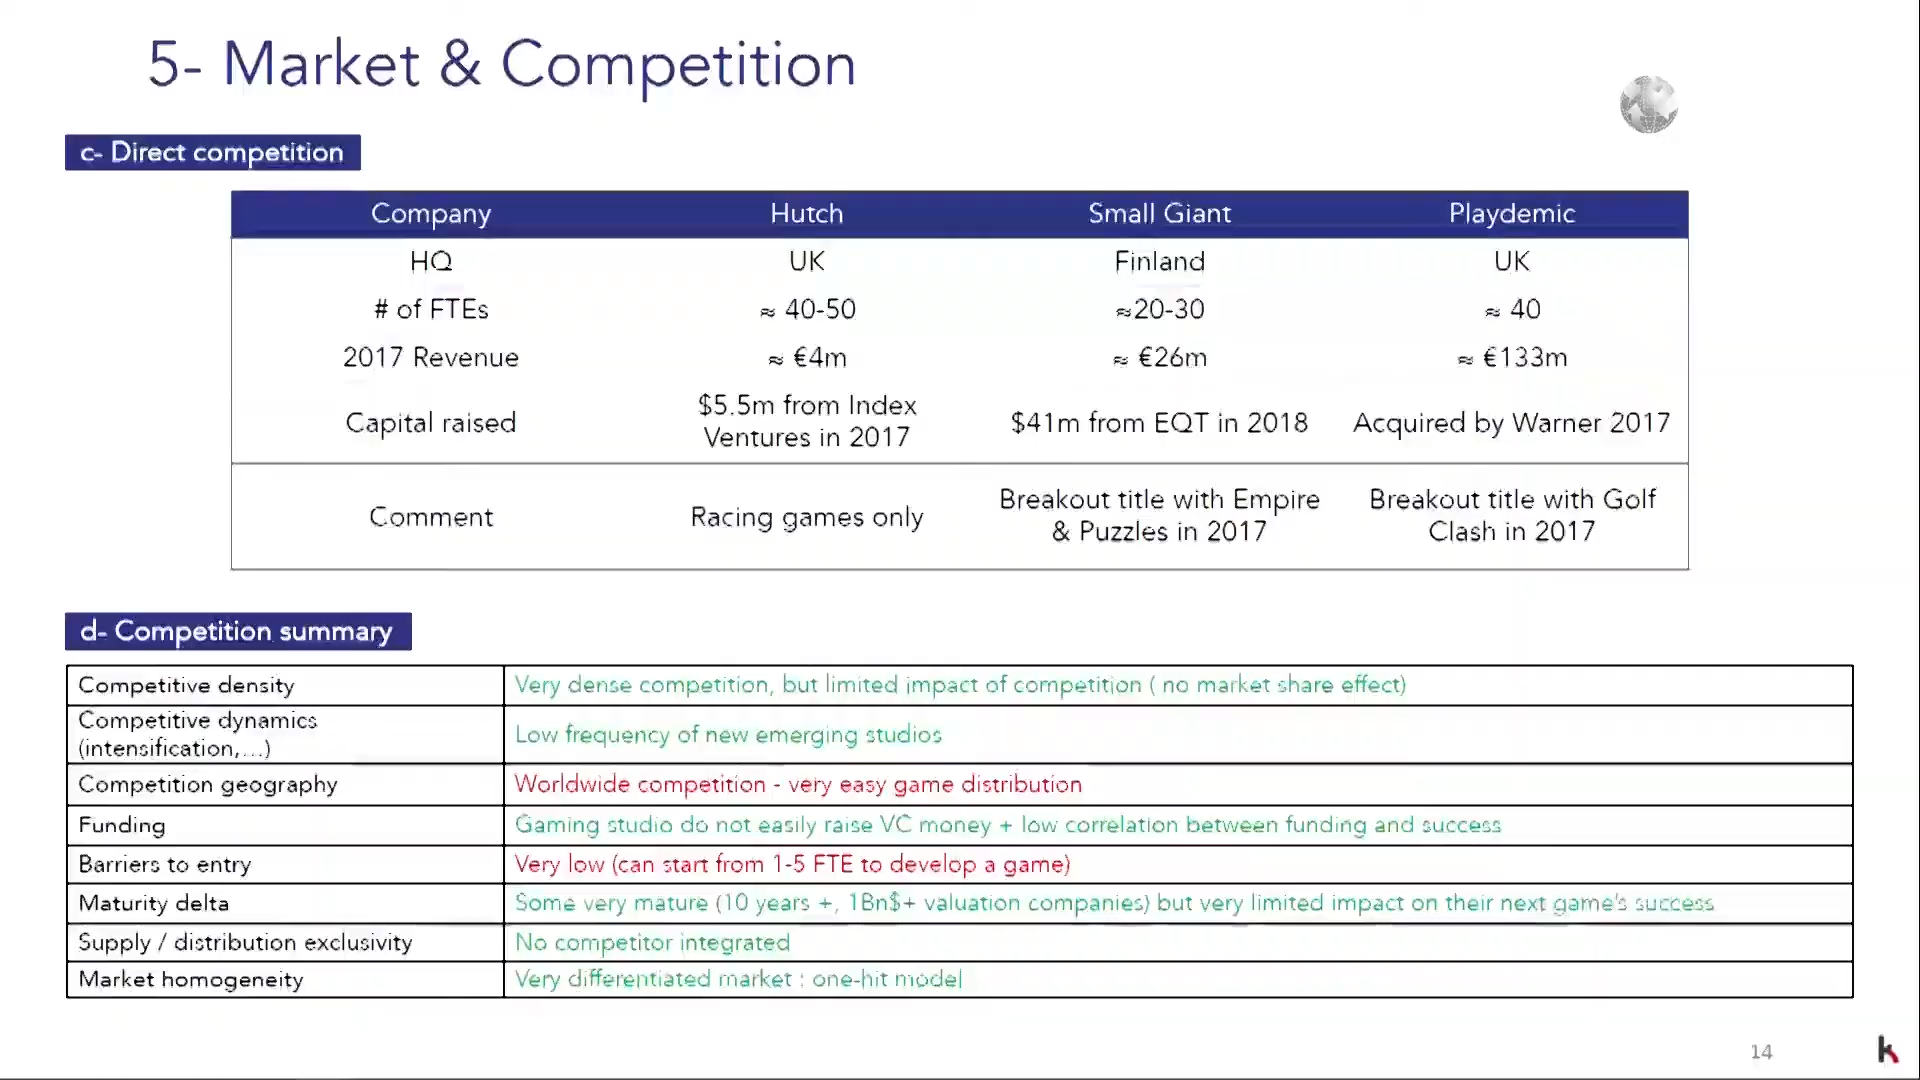 5- Market & Competition
c- Direct competition
Company Hutch Small Giant Playdemic
HQ UK Finland UK
# of FTEs ≈ 40-50 ≈20-30 ≈ 40
2017 Revenue ≈ €4m ≈ €26m ≈ €133m
Capital raised $5.5m from Index Ventures in 2017 $41m from EQT in 2018 Acquired by Warner 2017
Comment Racing games only Breakout title with Empire & Puzzles in 2017 Breakout title with Golf Clash in 2017
d- Competition summary
Competitive density Very dense competition, but limited impact of competition ( no market share effect)
Competitive dynamics (intensification,...) Low frequency of new emerging studios
Competition geography Worldwide competition - very easy game distribution
Funding Gaming studio do not easily raise VC money + low correlation between funding and success
Barriers to entry Very low (can start from 1-5 FTE to develop a game)
Maturity delta Some very mature (10 years +, 1Bn$+ valuation companies) but very limited impact on their next game's success
Supply / distribution exclusivity No competitor integrated
Market homogeneity Very differentiated market : one-hit model
14
k